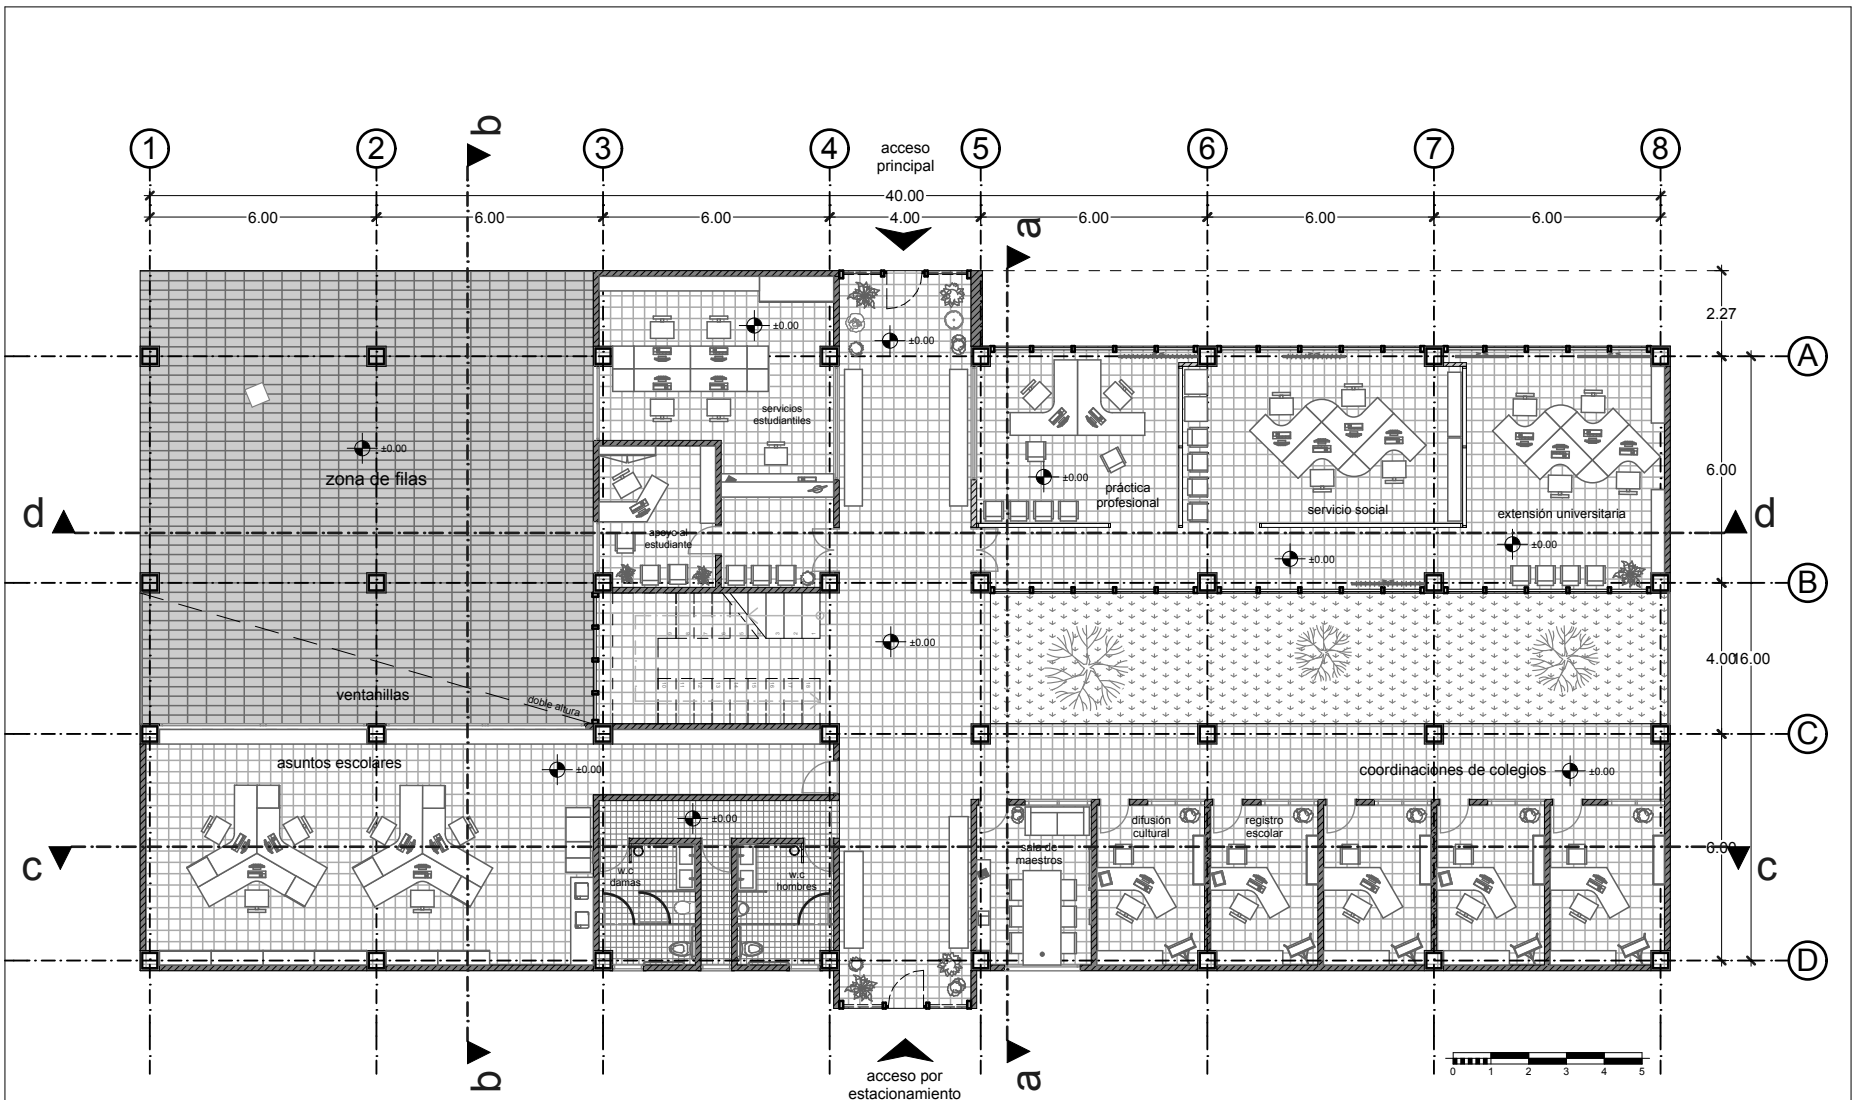 b
1
2
3
4
acceso
principal
5
6
7
8
40.00
6.00
6.00
6.00
4.00
6.00
6.00
6.00
a
2.27
±0.00
±0.00
A
servicios
estudiantiles
±0.00
zona de filas
±0.00
práctica
profesional
6.00
servicio social
extensión universitaria
d
d
apoyo al
estudiante
±0.00
±0.00
B
±0.00
4.00
16.00
ventanillas
doble altura
C
asuntos escolares
±0.00
coordinaciones de colegios
±0.00
±0.00
difusión
cultural
registro
escolar
sala de
maestros
6.00
c
c
w.c
damas
w.c
hombres
D
b
a
acceso por
estacionamiento
0 1 2 3 4 5